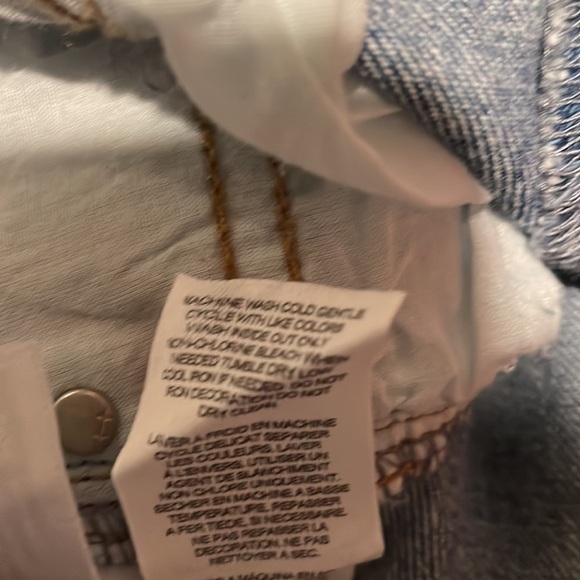 MACHINE WASH COLD GENTLE
CYCLE WITH LIKE COLORS
WASH INSIDE OUT ONLY
NON-CHLORINE BLEACH WHEN
NEEDED TUMBLE DRY LOW
COOL IRON IF NEEDED. DO NOT
IRON DECORATION DO NOT
DRY CLEAN
LAVER A FROID EN MACHINE
CYCLE DELICAT SEPARER
LES COULEURS, LAVER
A L'ENVERS, UTILISER UN
AGENT DE BLANCHIMENT
NON CHLORE UNIQUEMENT.
SECHER EN MACHINE A BASSE
TEMPERATURE, REPASSER
A FER TIEDE, SI NECESSAIRE.
NE PAS REPASSER LA
DECORATION. NE PAS
NETTOYER A SEC.
A MAQUINA EN